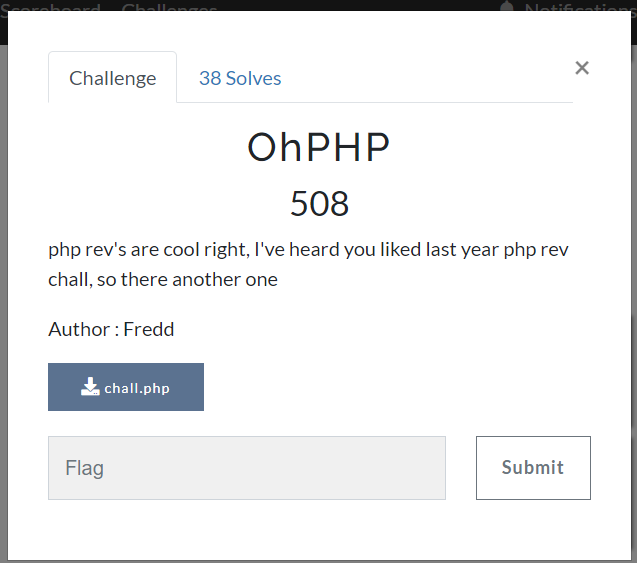 Scoreboard Challenges Notifications
Challenge 38 Solves ×
OhPHP
508
php rev's are cool right, I've heard you liked last year php rev
chall, so there another one
Author : Fredd
chall.php
Flag Submit